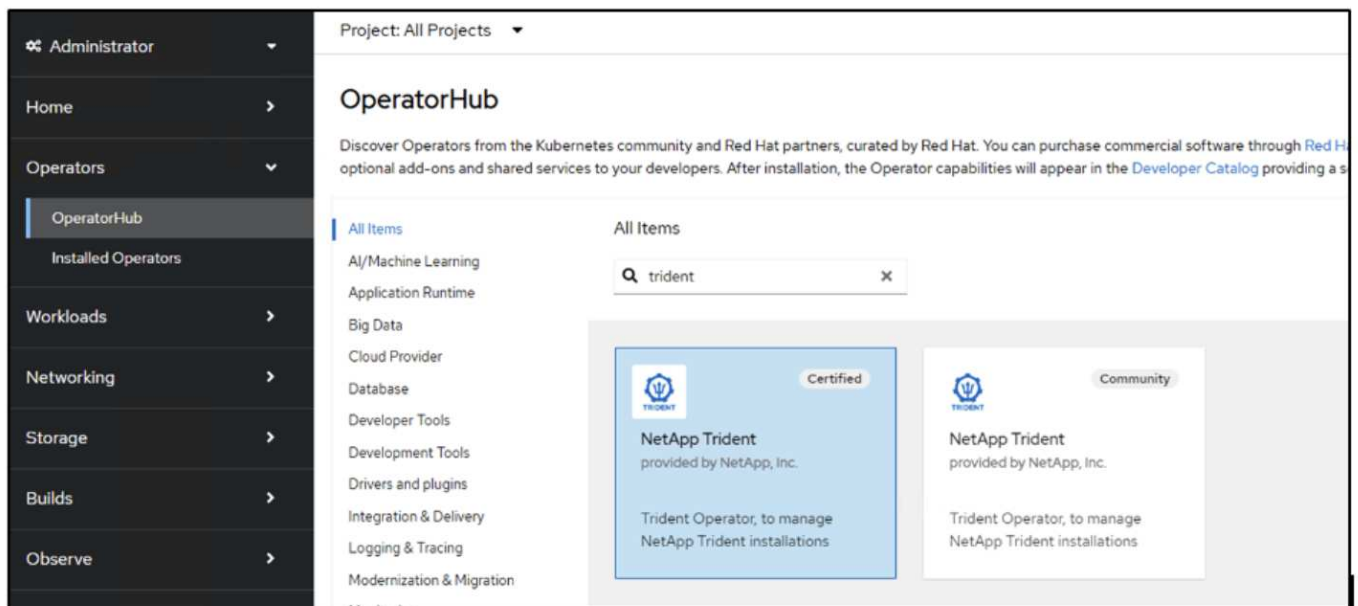 Administrator
Home
Operators
OperatorHub
Installed Operators
Workloads
Networking
Storage
Builds
Observe
Project: All Projects
OperatorHub
Discover Operators from the Kubernetes community and Red Hat partners, curated by Red Hat. You can purchase commercial software through Red
optional add-ons and shared services to your developers. After installation, the Operator capabilities will appear in the Developer Catalog providing a
All Items
AI/Machine Learning
Application Runtime
Big Data
Cloud Provider
Database
Developer Tools
Development Tools
Drivers and plugins
Integration & Delivery
Logging & Tracing
Modernization & Migration
All Items
trident
TRIDENT
Certified
NetApp Trident
provided by NetApp, Inc.
Trident Operator, to manage
NetApp Trident installations
TRIDENT
Community
NetApp Trident
provided by NetApp, Inc.
Trident Operator, to manage
NetApp Trident installations